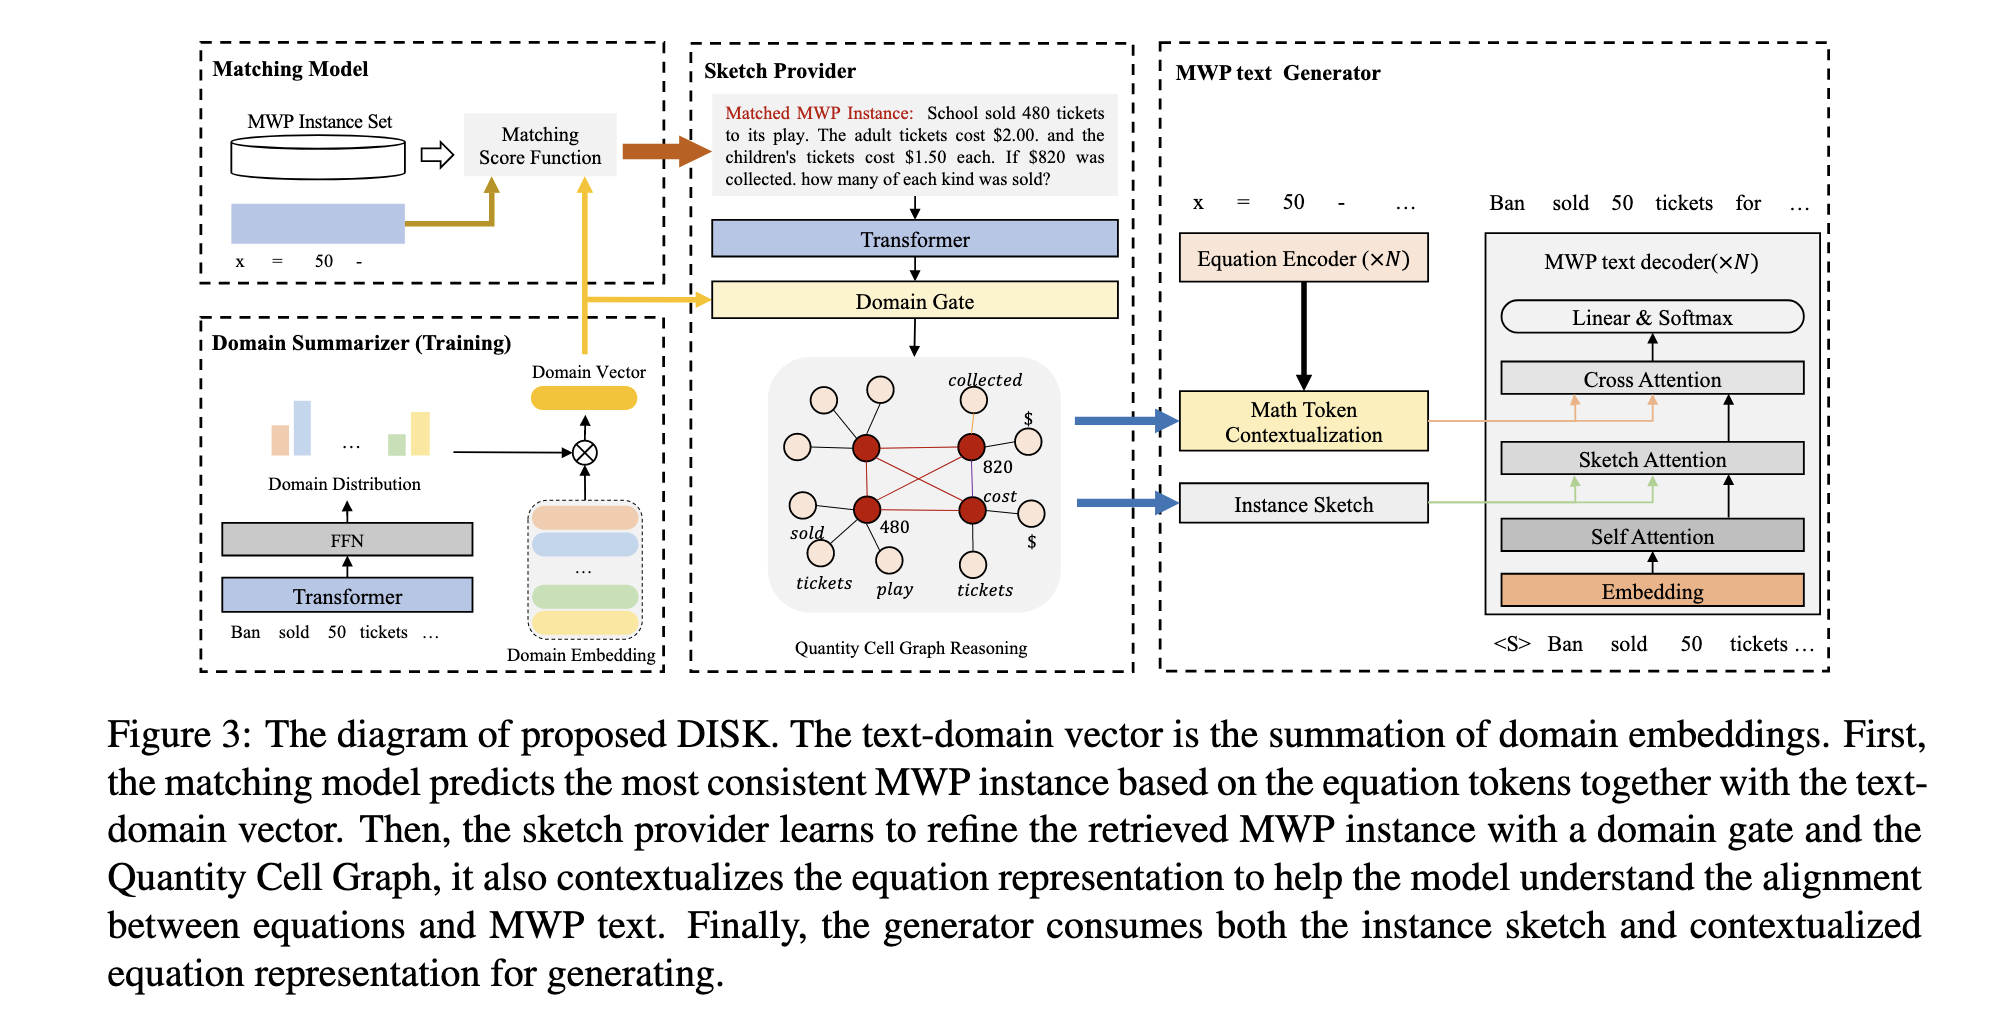 Matching Model
MWP Instance Set
Matching
Score Function
x = 50 -
Domain Summarizer (Training)
Domain Vector
...
Domain Distribution
FFN
Transformer
Ban sold 50 tickets ...
...
Domain Embedding
Sketch Provider
Matched MWP Instance: School sold 480 tickets
to its play. The adult tickets cost $2.00. and the
children's tickets cost $1.50 each. If $820 was
collected. how many of each kind was sold?
Transformer
Domain Gate
collected
$
820
cost
sold
480
$
tickets
play
tickets
Quantity Cell Graph Reasoning
MWP text Generator
x = 50 - ...
Equation Encoder (×N)
Math Token
Contextualization
Instance Sketch
Ban sold 50 tickets for ...
MWP text decoder(×N)
Linear & Softmax
Cross Attention
Sketch Attention
Self Attention
Embedding
<S> Ban sold 50 tickets ...
Figure 3: The diagram of proposed DISK. The text-domain vector is the summation of domain embeddings. First,
the matching model predicts the most consistent MWP instance based on the equation tokens together with the text-
domain vector. Then, the sketch provider learns to refine the retrieved MWP instance with a domain gate and the
Quantity Cell Graph, it also contextualizes the equation representation to help the model understand the alignment
between equations and MWP text. Finally, the generator consumes both the instance sketch and contextualized
equation representation for generating.